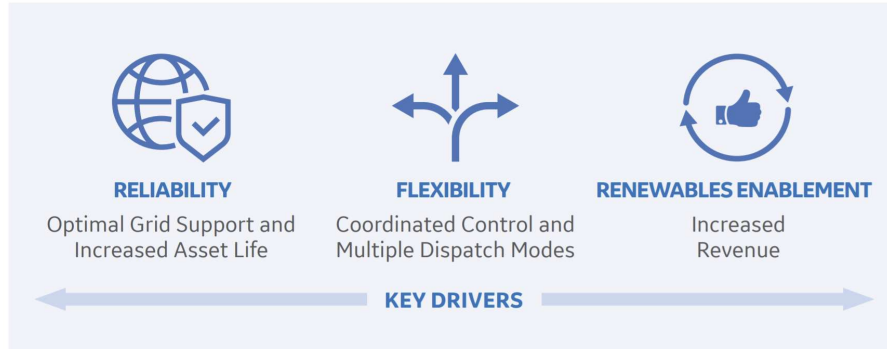 RELIABILITY
Optimal Grid Support and
Increased Asset Life
FLEXIBILITY
Coordinated Control and
Multiple Dispatch Modes
RENEWABLES ENABLEMENT
Increased
Revenue
KEY DRIVERS